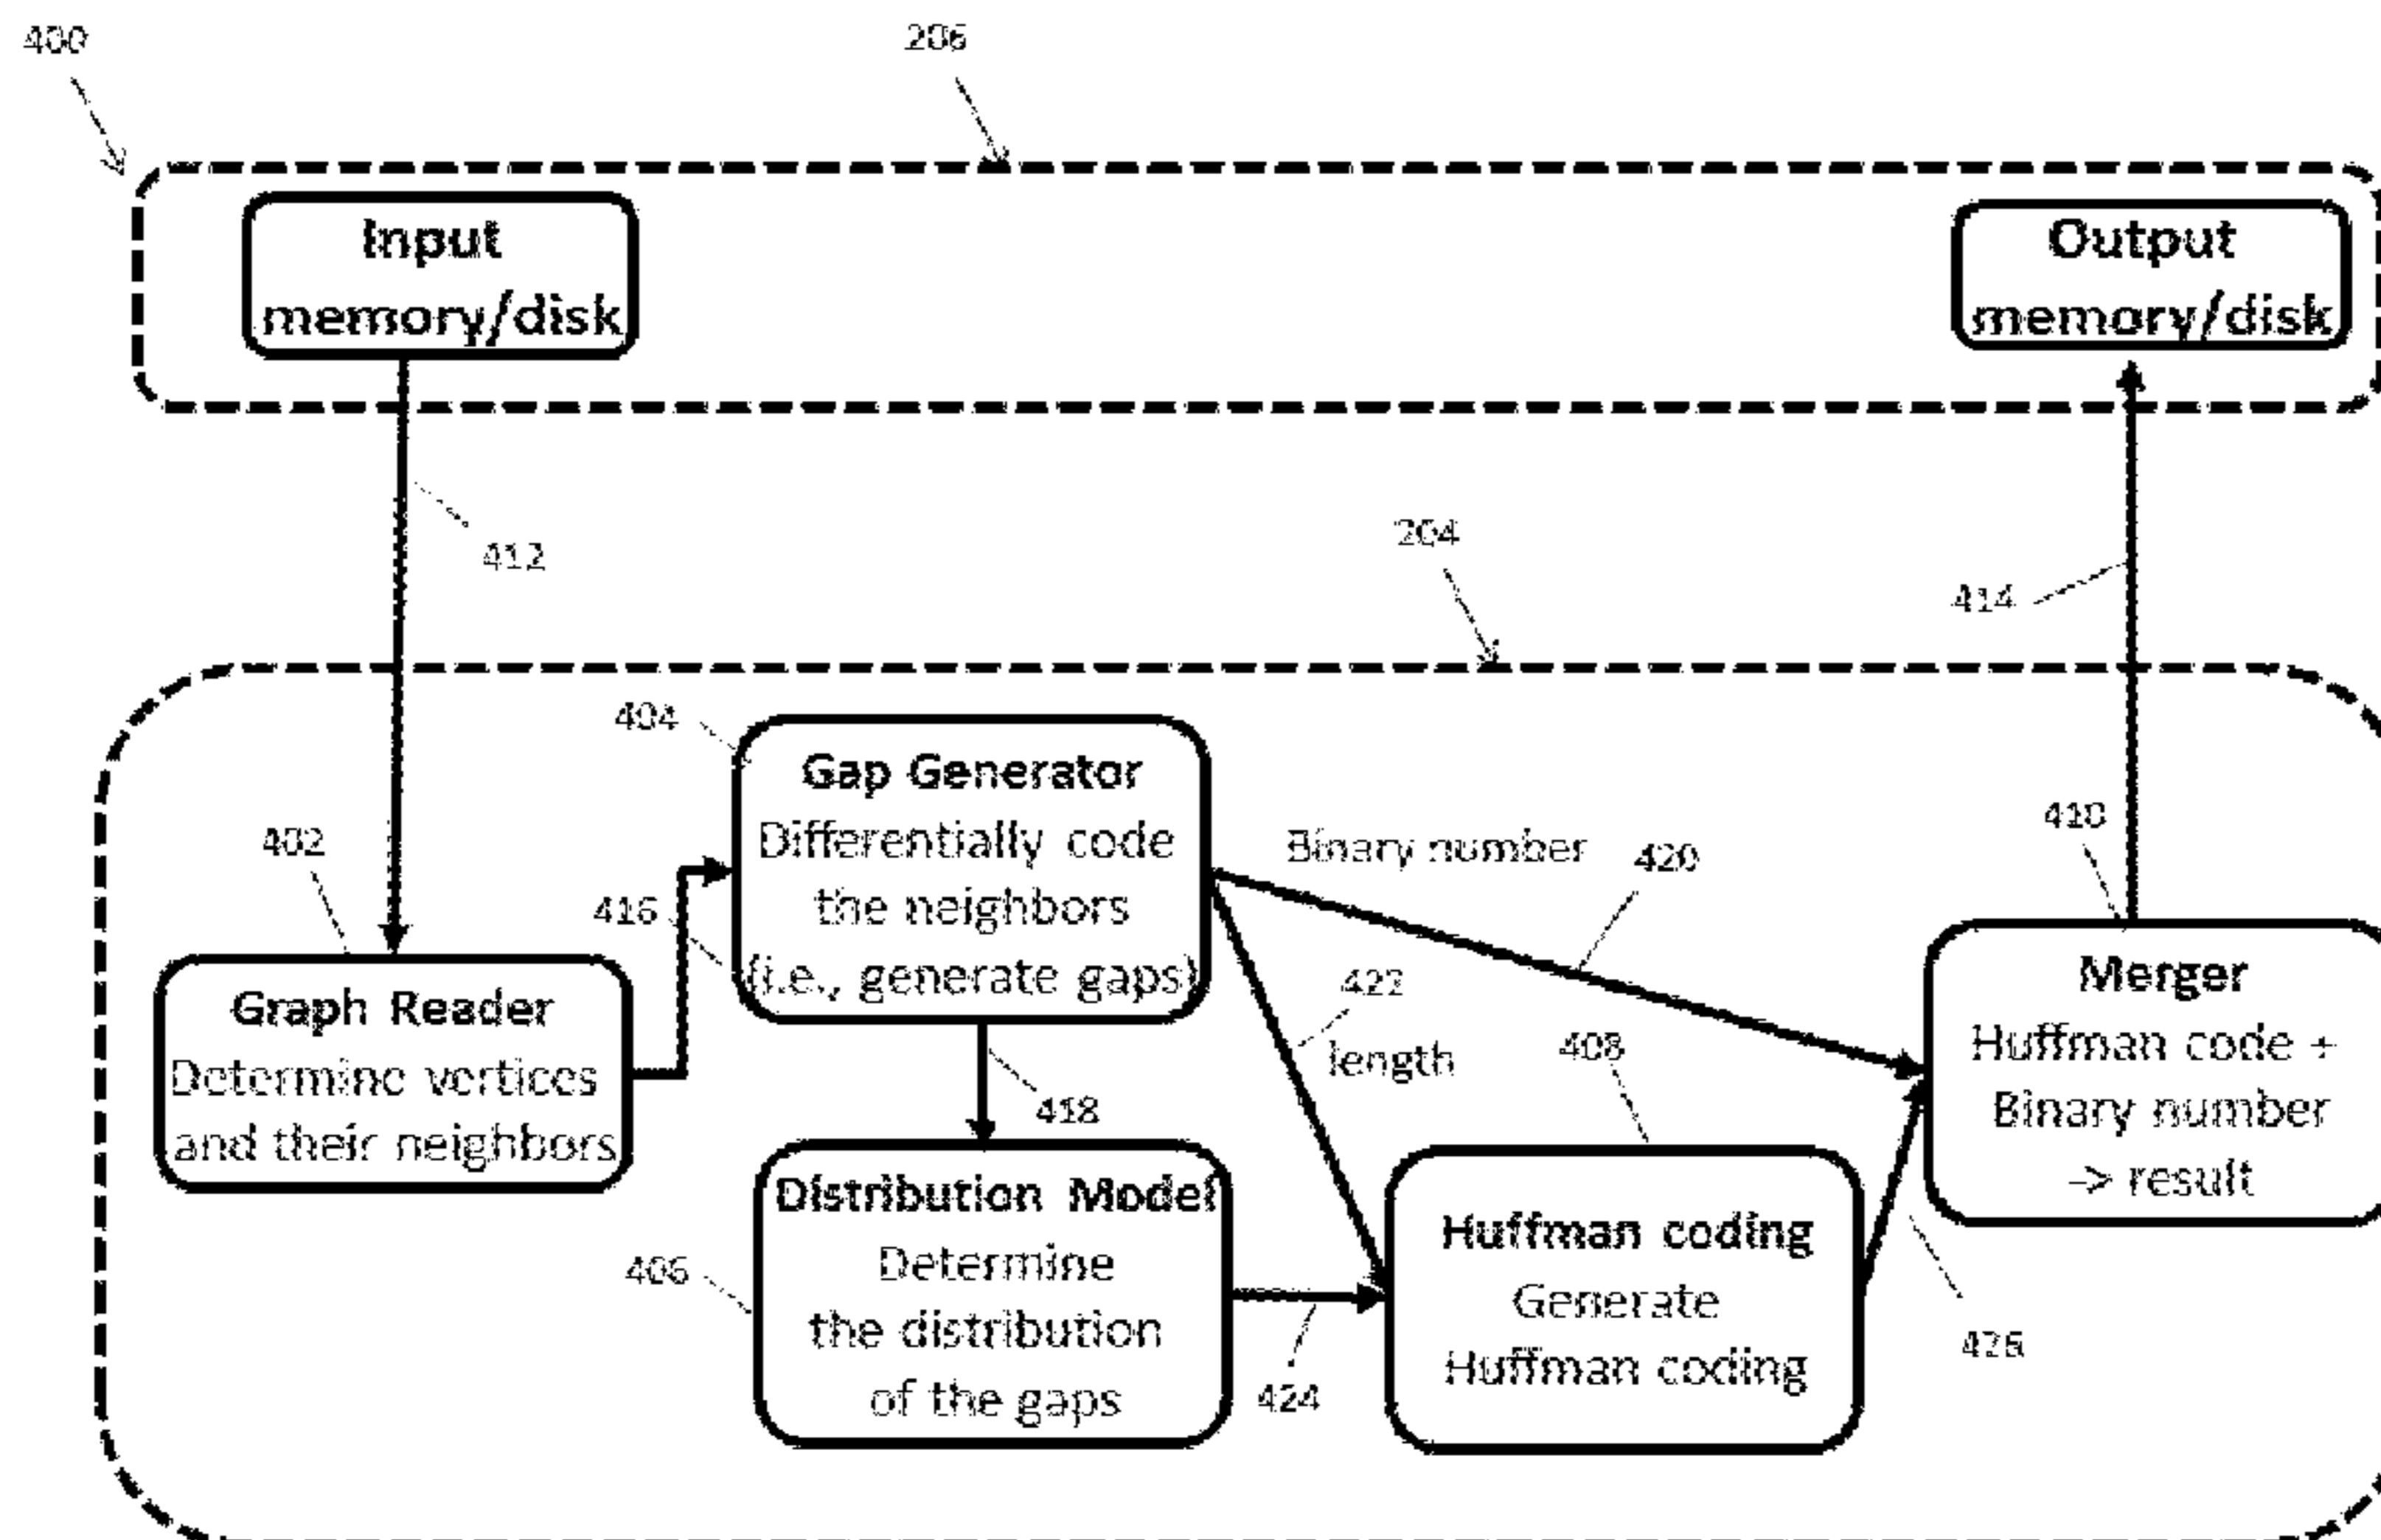 400
206
Input
memory/disk
Output
memory/disk
412
204
414
404
Gap Generator
Differentially code
the neighbors
(i.e., generate gaps)
402
416
Graph Reader
Determine vertices
and their neighbors
Binary number
420
422
length
418
408
410
Merger
Huffman code +
Binary number
-> result
406
Distribution Model
Determine
the distribution
of the gaps
424
Huffman coding
Generate
Huffman coding
426